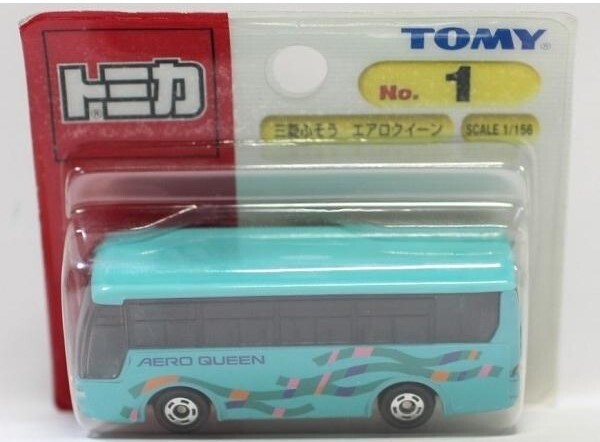 トミカ
®
TOMY®
No. 1
三菱ふそう エアロクイーン
SCALE 1/156
AERO QUEEN